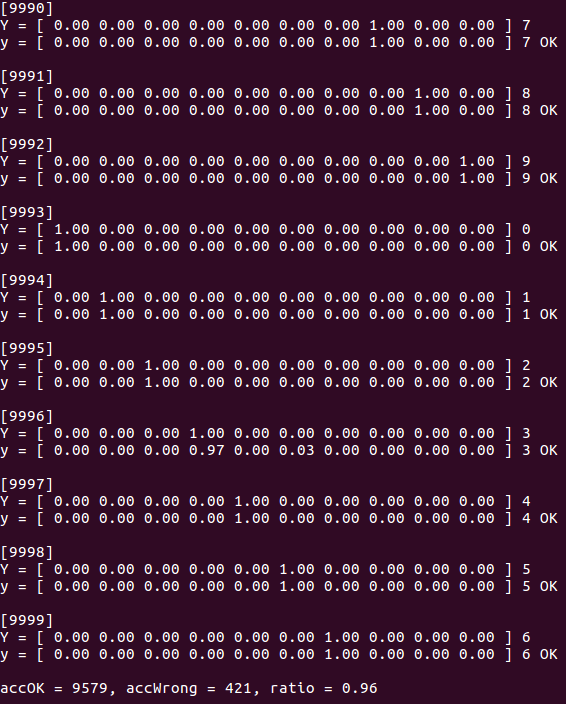 [9990]
Y = [ 0.00 0.00 0.00 0.00 0.00 0.00 0.00 1.00 0.00 0.00 ] 7
y = [ 0.00 0.00 0.00 0.00 0.00 0.00 0.00 1.00 0.00 0.00 ] 7 OK
[9991]
Y = [ 0.00 0.00 0.00 0.00 0.00 0.00 0.00 0.00 1.00 0.00 ] 8
y = [ 0.00 0.00 0.00 0.00 0.00 0.00 0.00 0.00 1.00 0.00 ] 8 OK
[9992]
Y = [ 0.00 0.00 0.00 0.00 0.00 0.00 0.00 0.00 0.00 1.00 ] 9
y = [ 0.00 0.00 0.00 0.00 0.00 0.00 0.00 0.00 0.00 1.00 ] 9 OK
[9993]
Y = [ 1.00 0.00 0.00 0.00 0.00 0.00 0.00 0.00 0.00 0.00 ] 0
y = [ 1.00 0.00 0.00 0.00 0.00 0.00 0.00 0.00 0.00 0.00 ] 0 OK
[9994]
Y = [ 0.00 1.00 0.00 0.00 0.00 0.00 0.00 0.00 0.00 0.00 ] 1
y = [ 0.00 1.00 0.00 0.00 0.00 0.00 0.00 0.00 0.00 0.00 ] 1 OK
[9995]
Y = [ 0.00 0.00 1.00 0.00 0.00 0.00 0.00 0.00 0.00 0.00 ] 2
y = [ 0.00 0.00 1.00 0.00 0.00 0.00 0.00 0.00 0.00 0.00 ] 2 OK
[9996]
Y = [ 0.00 0.00 0.00 1.00 0.00 0.00 0.00 0.00 0.00 0.00 ] 3
y = [ 0.00 0.00 0.00 0.97 0.00 0.03 0.00 0.00 0.00 0.00 ] 3 OK
[9997]
Y = [ 0.00 0.00 0.00 0.00 1.00 0.00 0.00 0.00 0.00 0.00 ] 4
y = [ 0.00 0.00 0.00 0.00 1.00 0.00 0.00 0.00 0.00 0.00 ] 4 OK
[9998]
Y = [ 0.00 0.00 0.00 0.00 0.00 1.00 0.00 0.00 0.00 0.00 ] 5
y = [ 0.00 0.00 0.00 0.00 0.00 1.00 0.00 0.00 0.00 0.00 ] 5 OK
[9999]
Y = [ 0.00 0.00 0.00 0.00 0.00 0.00 1.00 0.00 0.00 0.00 ] 6
y = [ 0.00 0.00 0.00 0.00 0.00 0.00 1.00 0.00 0.00 0.00 ] 6 OK
accOK = 9579, accWrong = 421, ratio = 0.96